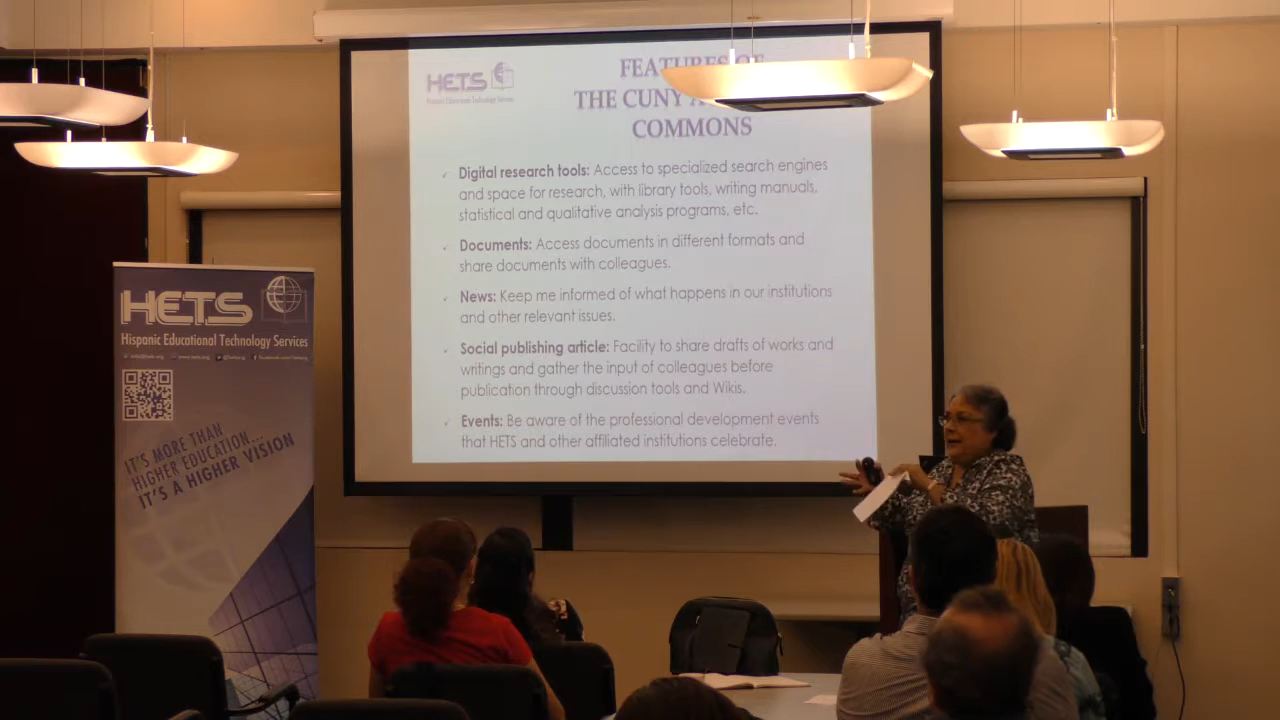 HETS
Hispanic Educational Technology Services
FEATURES OF
THE CUNY
COMMONS
Digital research tools: Access to specialized search engines
and space for research, with library tools, writing manuals,
statistical and qualitative analysis programs, etc.
Documents: Access documents in different formats and
share documents with colleagues.
News: Keep me informed of what happens in our institutions
and other relevant issues.
Social publishing article: Facility to share drafts of works and
writings and gather the input of colleagues before
publication through discussion tools and Wikis.
Events: Be aware of the professional development events
that HETS and other affiliated institutions celebrate.
HETS
Hispanic Educational Technology Services
IT'S MORE THAN
HIGHER EDUCATION...
IT'S A HIGHER VISION